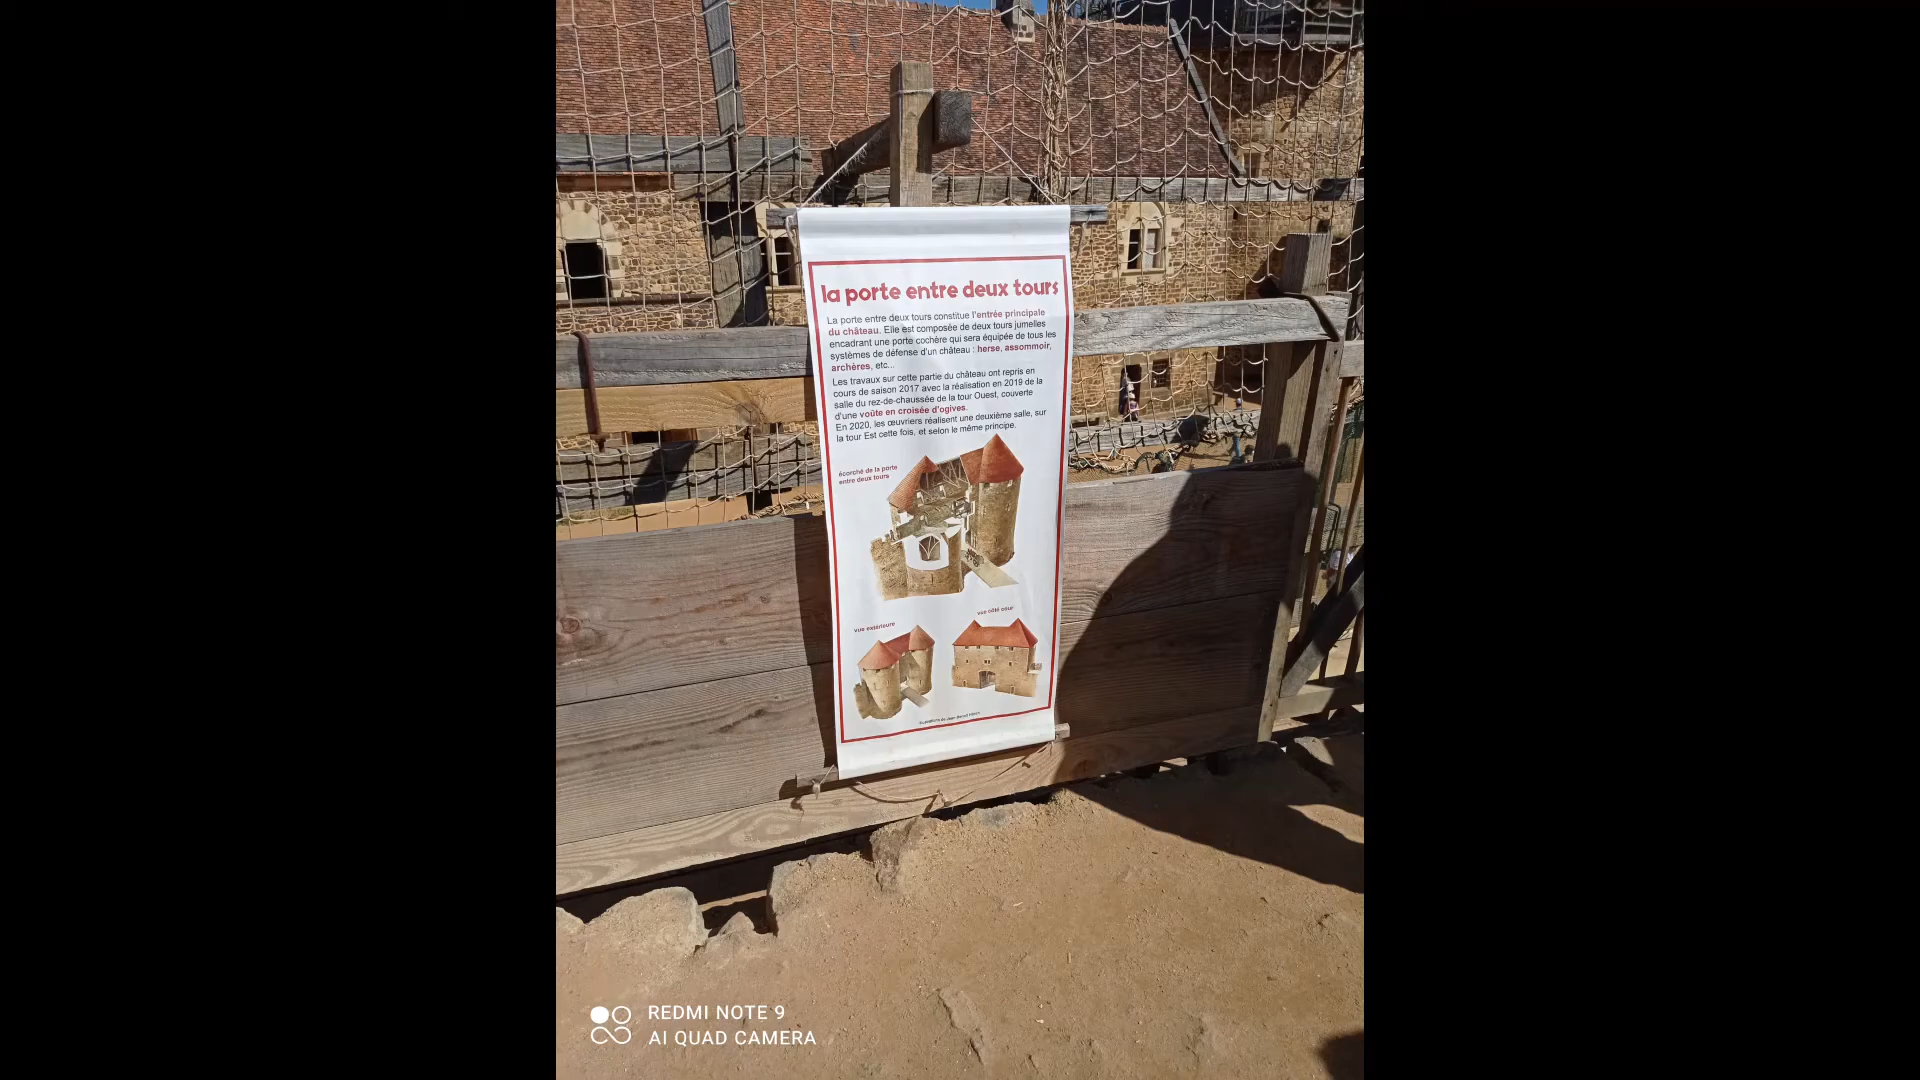 la porte entre deux tours
La porte entre deux tours constitue l'entrée principale
du château. Elle est composée de deux tours jumelles
encadrant une porte cochère qui sera équipée de tous les
systèmes de défense d'un château : herse, assommoir,
archères, etc...
Les travaux sur cette partie du château ont repris en
cours de saison 2017 avec la réalisation en 2019 de la
salle du rez-de-chaussée de la tour Ouest, couverte
d'une voûte en croisée d'ogives.
En 2020, les œuvriers réalisent une deuxième salle, sur
la tour Est cette fois, et selon le même principe.
écorché de la porte
entre deux tours
vue extérieure
vue côté cour
REDMI NOTE 9
AI QUAD CAMERA